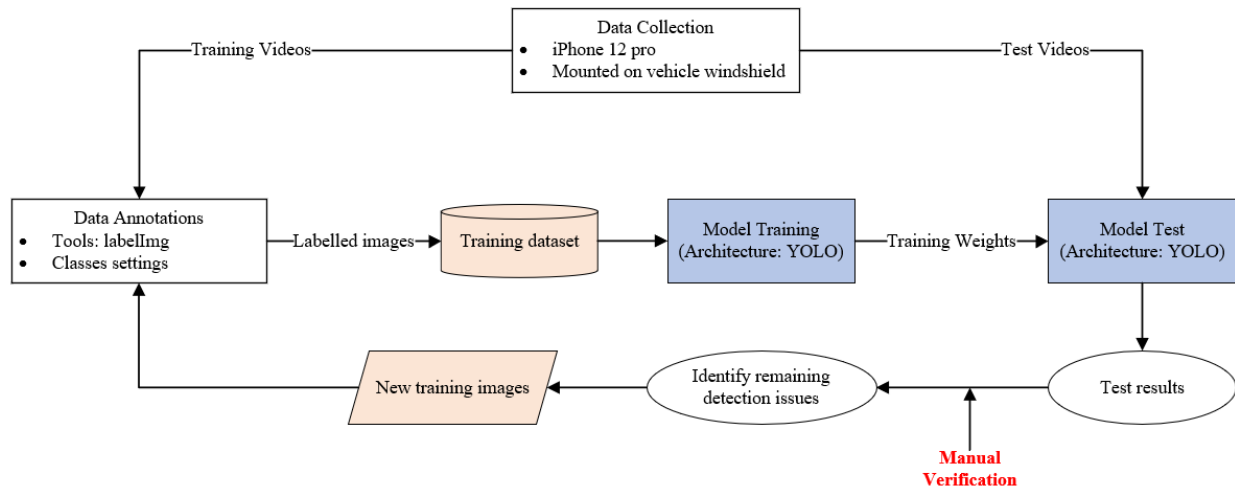 Data Collection
• iPhone 12 pro
• Mounted on vehicle windshield
Training Videos
Test Videos
Data Annotations
• Tools: labelImg
• Classes settings
Labelled images
Training dataset
Model Training
(Architecture: YOLO)
Training Weights
Model Test
(Architecture: YOLO)
New training images
Identify remaining
detection issues
Test results
Manual
Verification